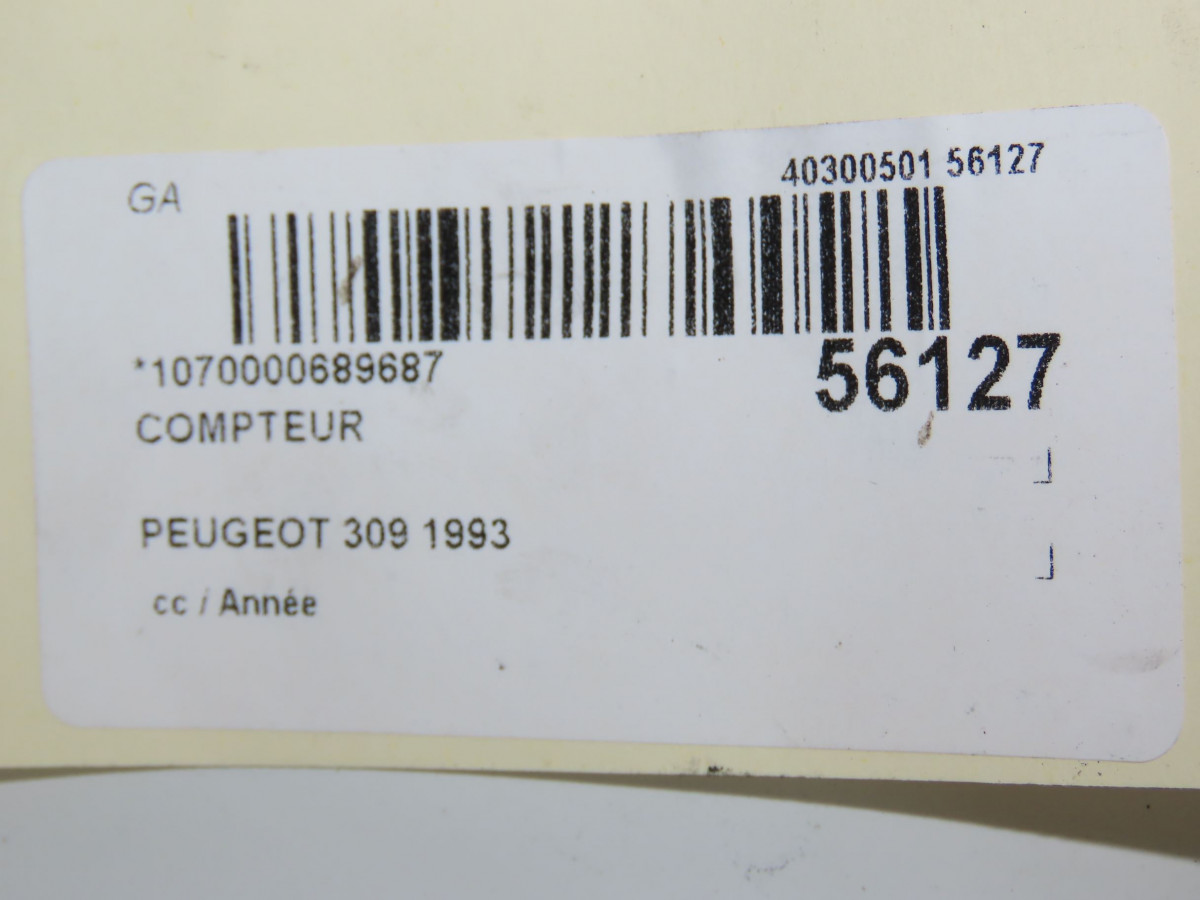 GA
40300501 56127
*1070000689687
56127
COMPTEUR
PEUGEOT 309 1993
cc / Année